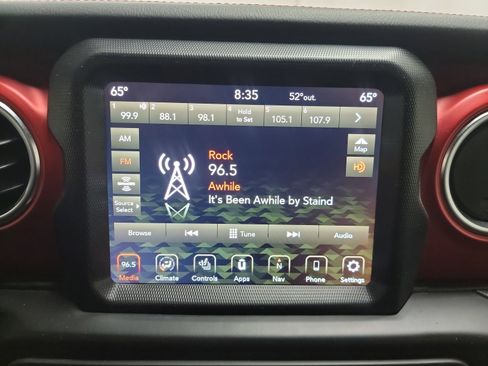 65° 8:35 52°out. 65°
1 2 3 4 5 6
99.9 88.1 98.1 Hold to Set 105.1 107.9
AM
FM
Source Select
Rock
96.5
Awhile
It's Been Awhile by Staind
Map
HD
Browse Tune Audio
96.5
Media Climate Controls Apps Nav Phone Settings